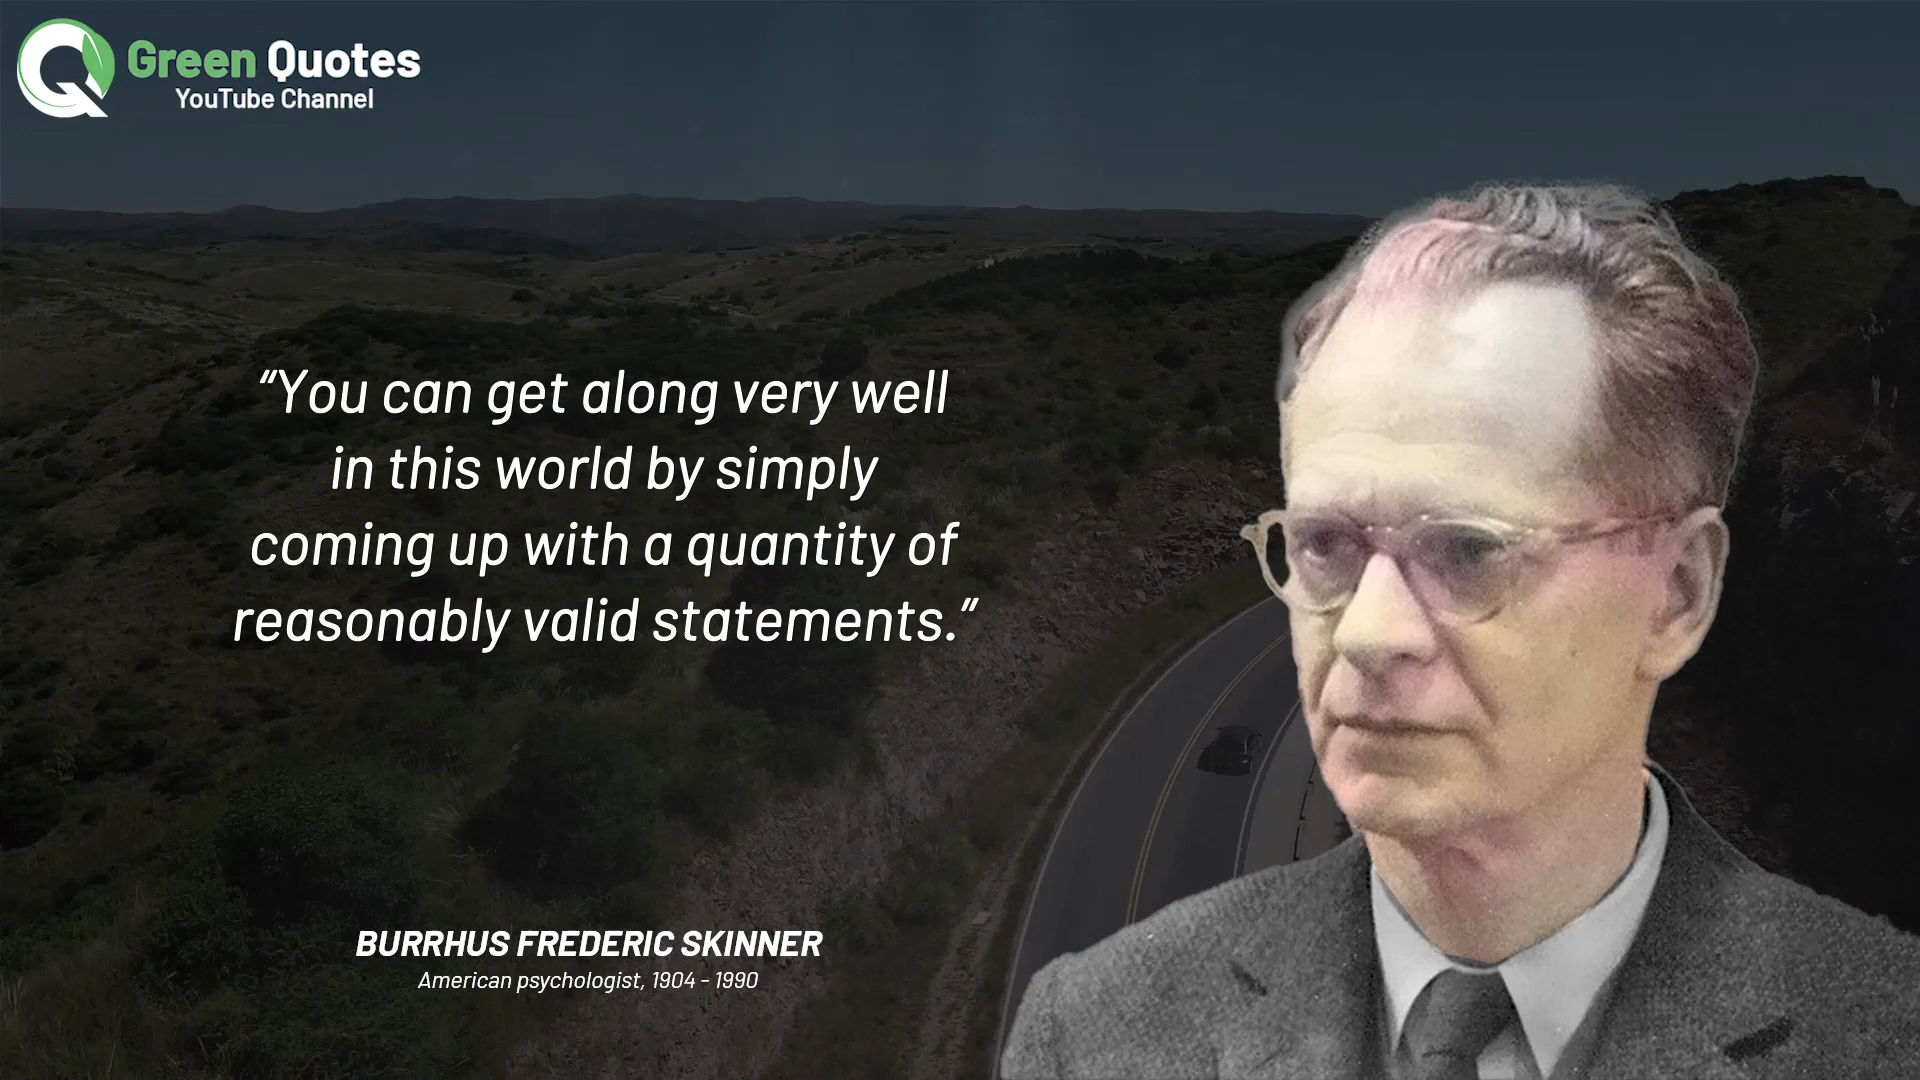 Green Quotes
YouTube Channel
“You can get along very well
in this world by simply
coming up with a quantity of
reasonably valid statements.”
BURRHUS FREDERIC SKINNER
American psychologist, 1904 - 1990